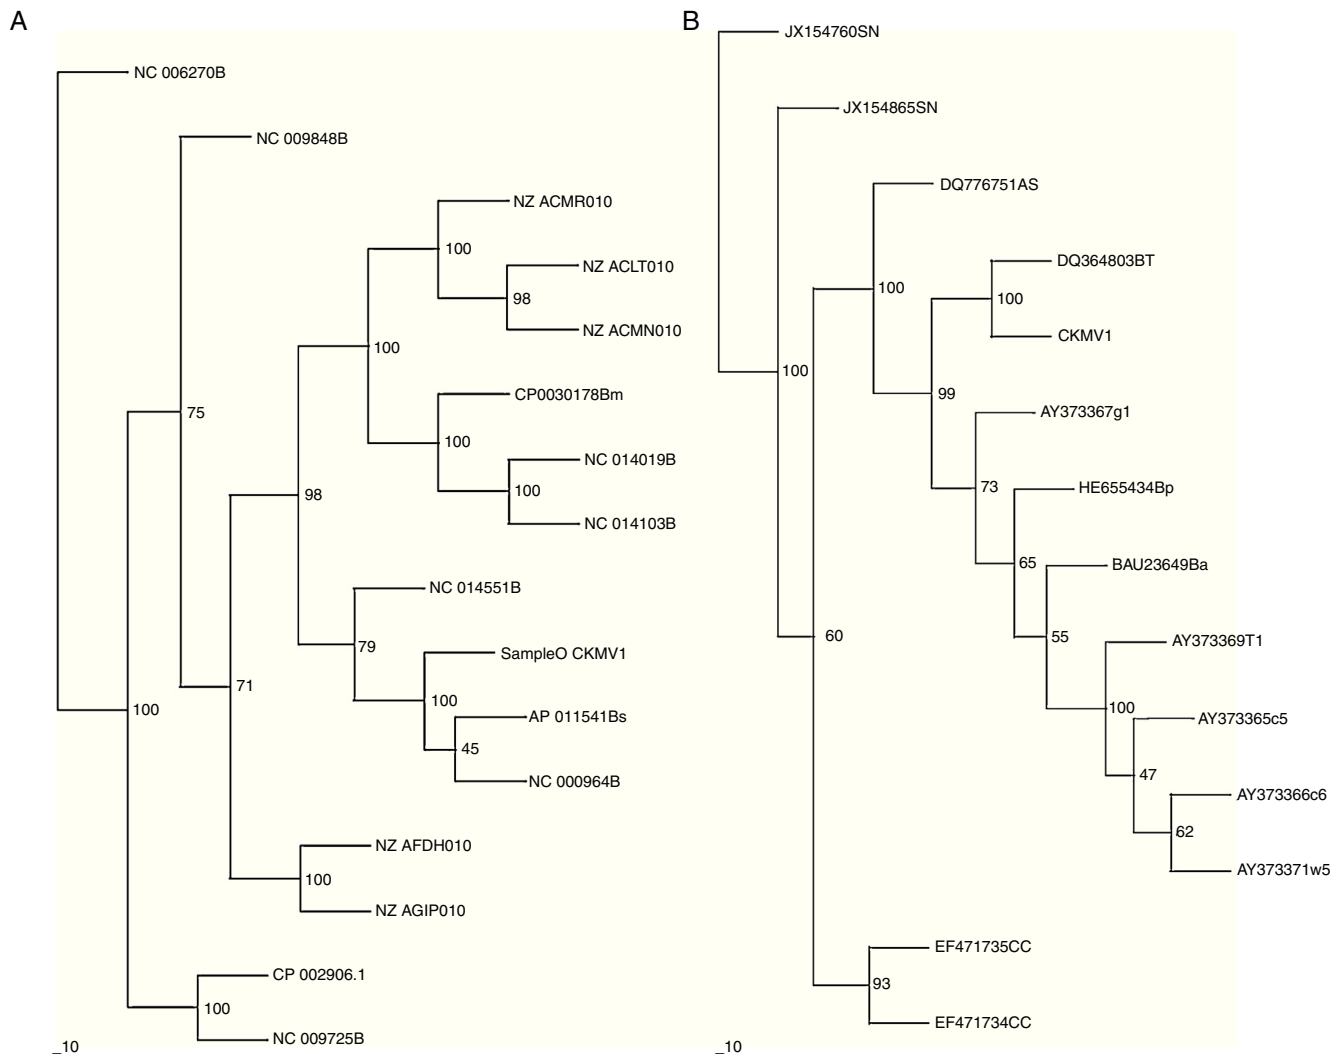 A
NC 006270B
NC 009848B
NZ ACMR010
100
NZ ACLT010
98
NZ ACMN010
100
CP0030178Bm
100
NC 014019B
100
NC 014103B
75
98
NC 014551B
79
SampleO CKMV1
100
AP 011541Bs
45
NC 000964B
71
100
NZ AFDH010
100
NZ AGIP010
CP 002906.1
100
NC 009725B
_10
B
JX154760SN
JX154865SN
DQ776751AS
DQ364803BT
100
100
CKMV1
100
99
AY373367g1
73
HE655434Bp
65
BAU23649Ba
60
55
AY373369T1
100
AY373365c5
47
AY373366c6
62
AY373371w5
EF471735CC
93
EF471734CC
_10